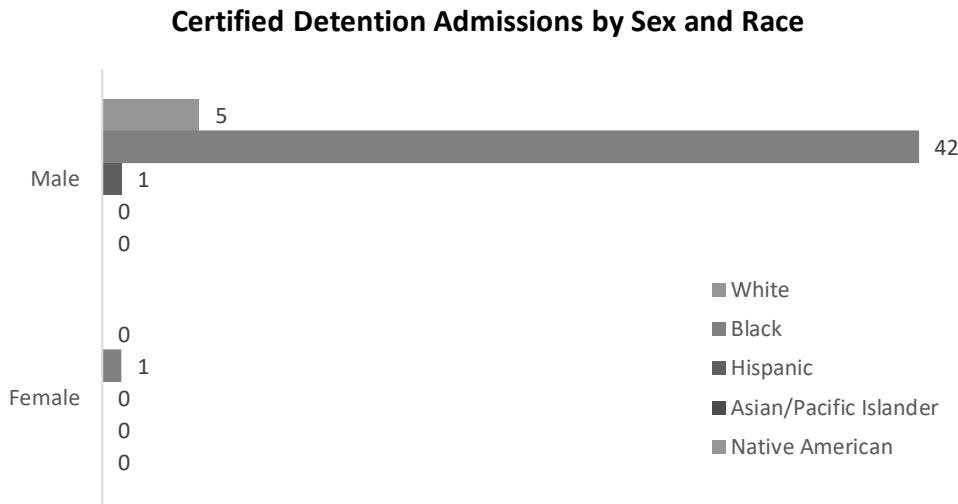 Certified Detention Admissions by Sex and Race
5
42
Male
1
0
0
0
1
Female
0
0
0
White
Black
Hispanic
Asian/Pacific Islander
Native American